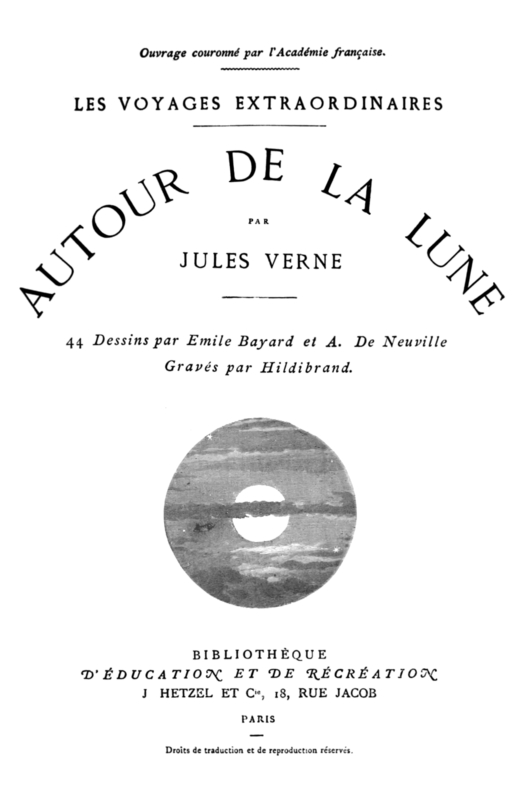 Ouvrage couronné par l'Académie française.
LES VOYAGES EXTRAORDINAIRES
AUTOUR DE LA LUNE
PAR
JULES VERNE
44 Dessins par Emile Bayard et A. De Neuville
Gravés par Hildibrand.
BIBLIOTHÈQUE
D'ÉDUCATION ET DE RÉCRÉATION
J HETZEL ET Cie, 18, RUE JACOB
PARIS
Droits de traduction et de reproduction réservés.